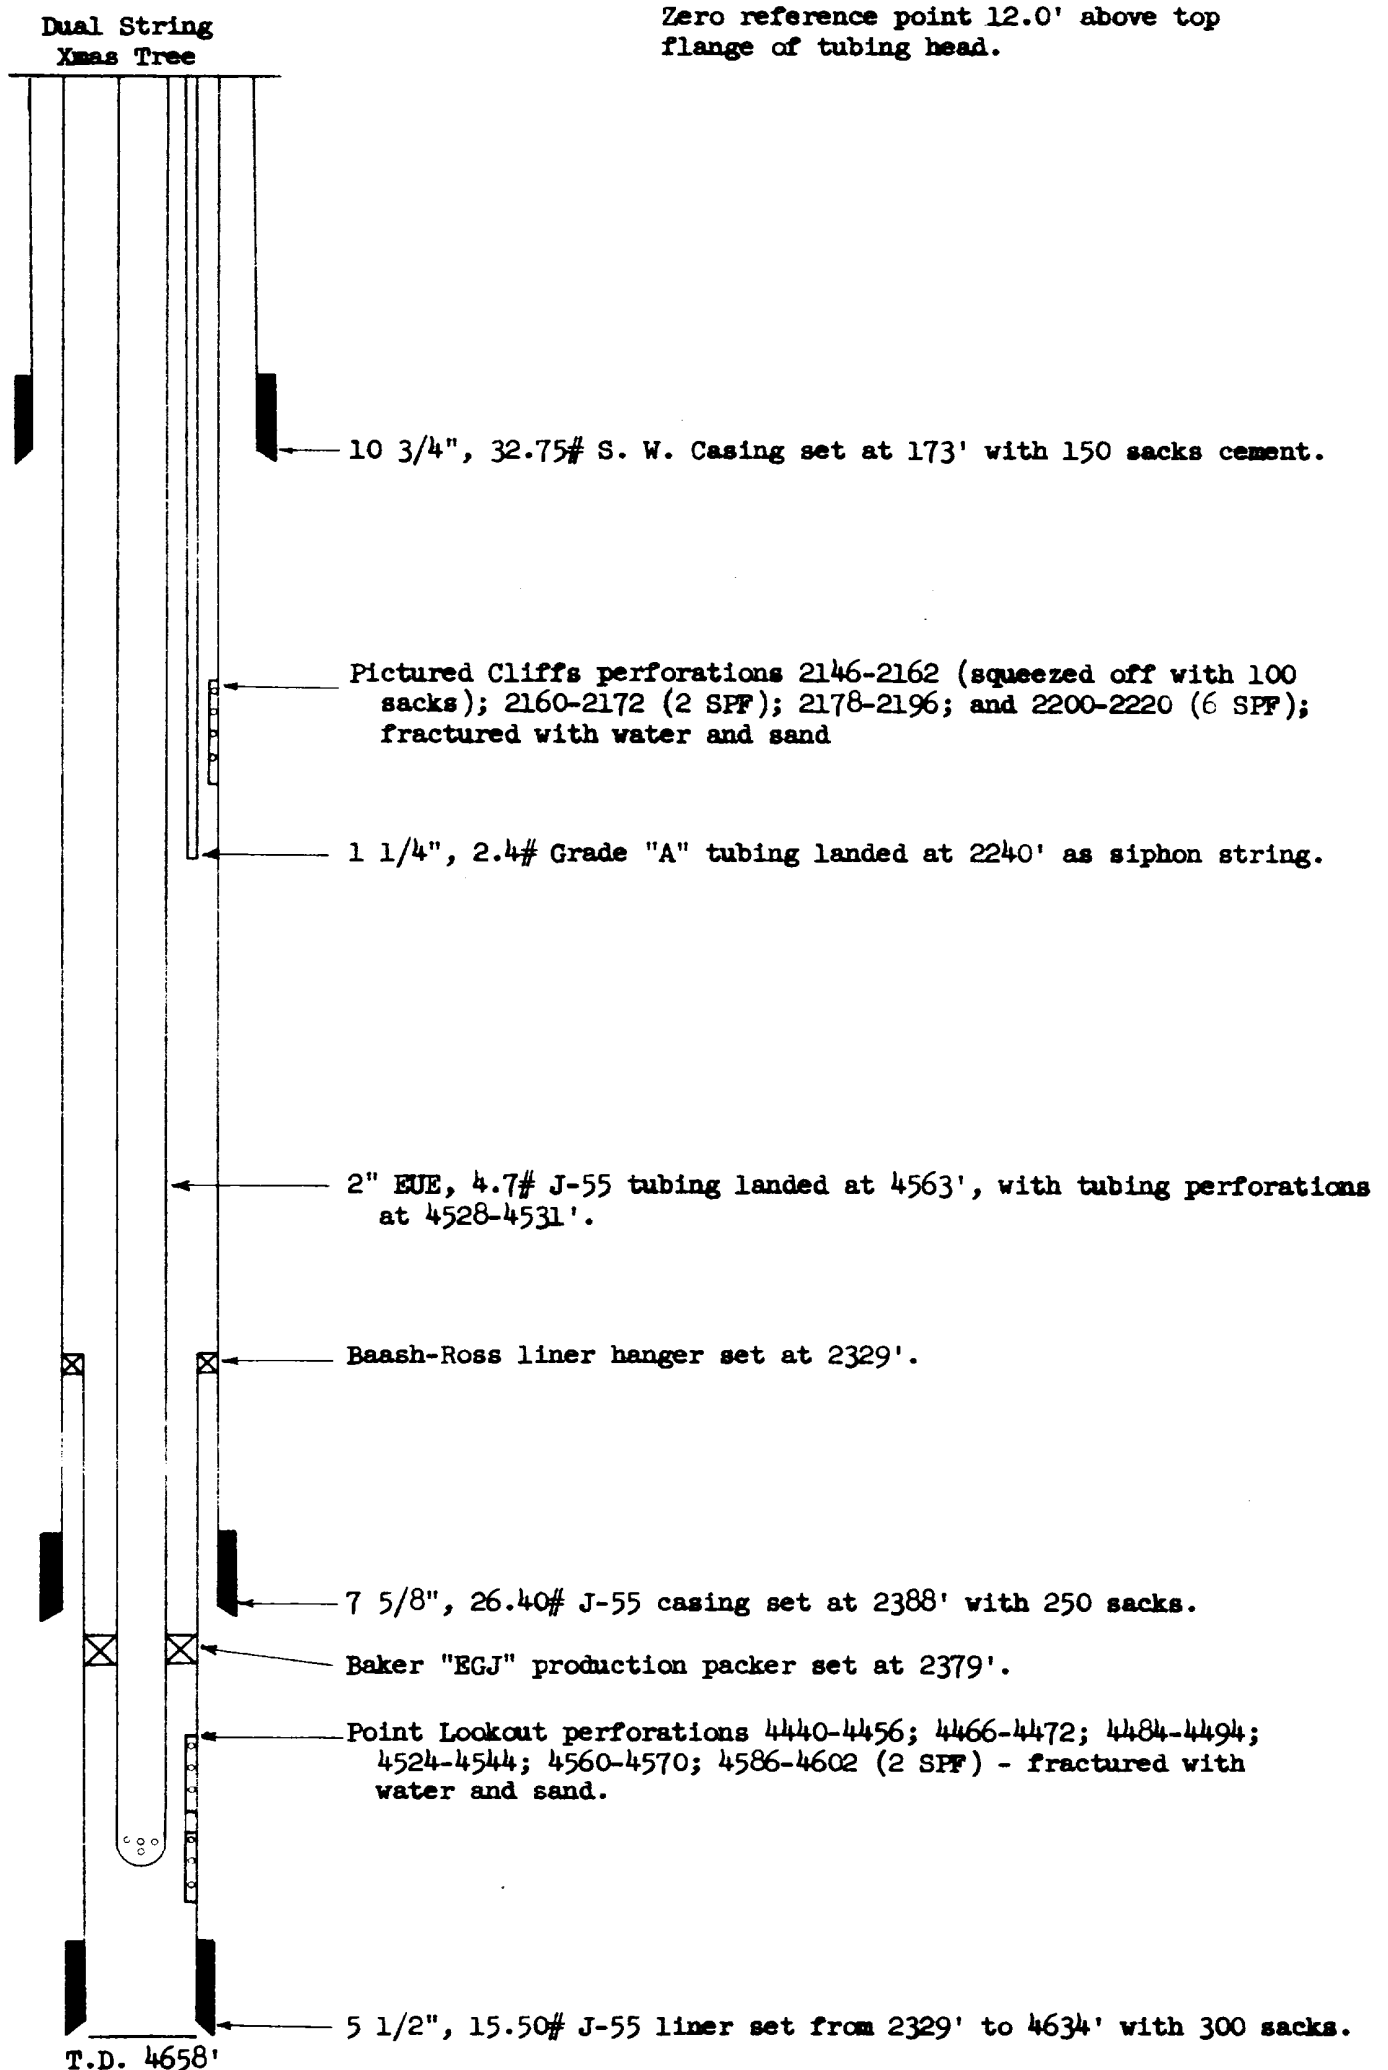 Dual String
Xmas Tree
Zero reference point 12.0' above top
flange of tubing head.
10 3/4", 32.75# S. W. Casing set at 173' with 150 sacks cement.
Pictured Cliffs perforations 2146-2162 (squeezed off with 100
sacks); 2160-2172 (2 SPF); 2178-2196; and 2200-2220 (6 SPF);
fractured with water and sand
1 1/4", 2.4# Grade "A" tubing landed at 2240' as siphon string.
2" EUE, 4.7# J-55 tubing landed at 4563', with tubing perforations
at 4528-4531'.
Baash-Ross liner hanger set at 2329'.
7 5/8", 26.40# J-55 casing set at 2388' with 250 sacks.
Baker "EGJ" production packer set at 2379'.
Point Lookout perforations 4440-4456; 4466-4472; 4484-4494;
4524-4544; 4560-4570; 4586-4602 (2 SPF) - fractured with
water and sand.
5 1/2", 15.50# J-55 liner set from 2329' to 4634' with 300 sacks.
T.D. 4658'